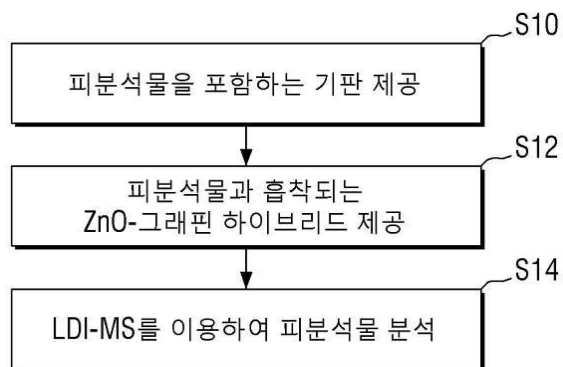 S10
피분석물을 포함하는 기판 제공
S12
피분석물과 흡착되는
ZnO-그래핀 하이브리드 제공
S14
LDI-MS를 이용하여 피분석물 분석